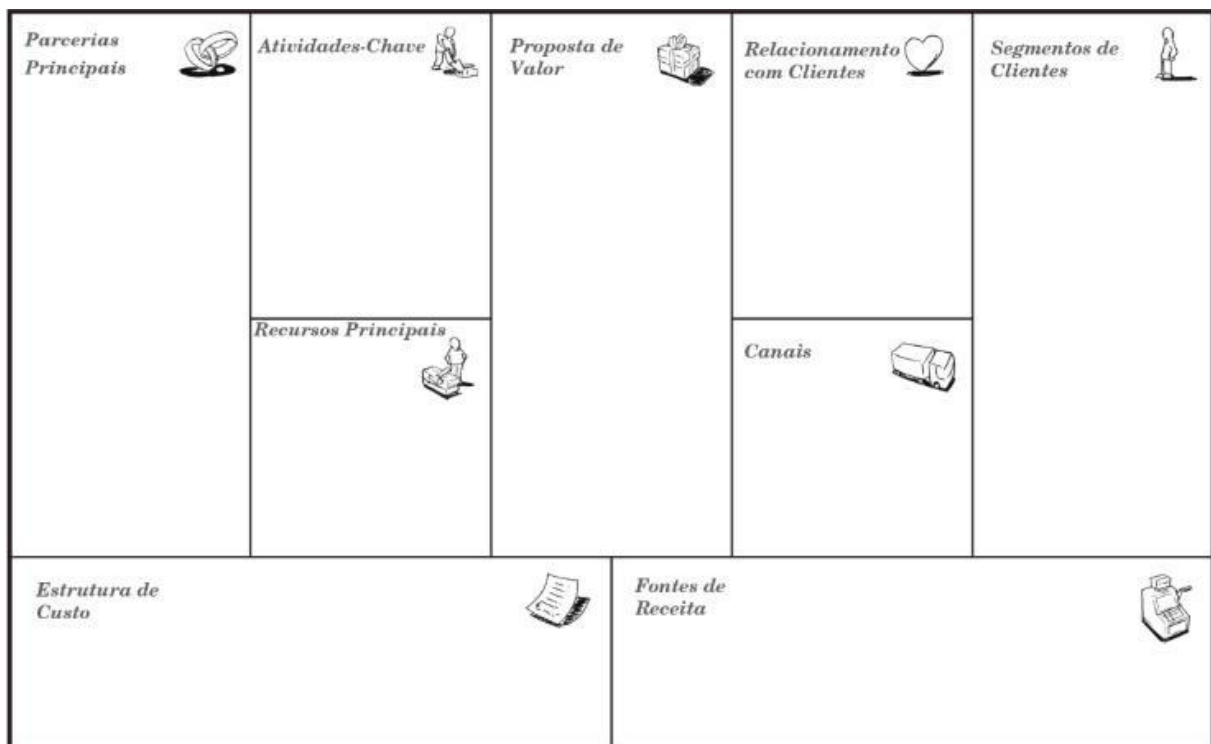 Parcerias
Principais
Atividades-Chave
Recursos Principais
Proposta de
Valor
Relacionamento
com Clientes
Canais
Segmentos de
Clientes
Estrutura de
Custo
Fontes de
Receita